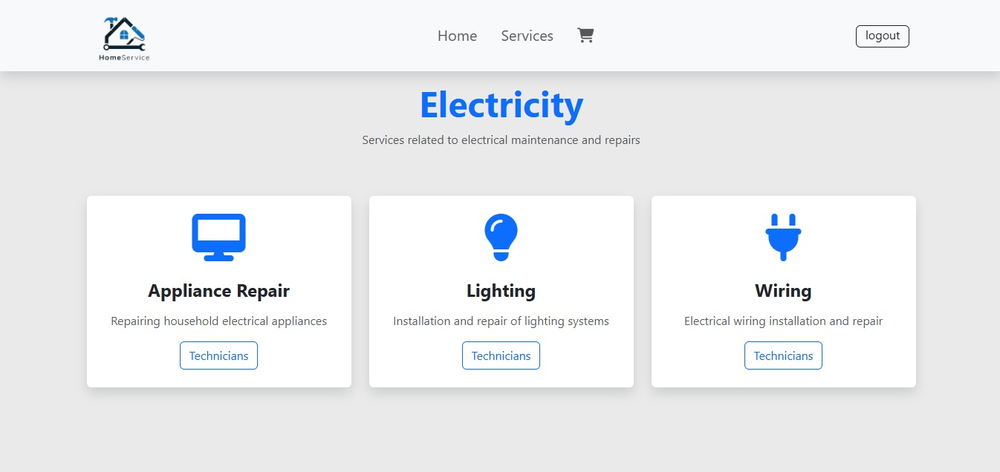 HomeService
Home Services
logout
Electricity
Services related to electrical maintenance and repairs
Appliance Repair
Repairing household electrical appliances
Technicians
Lighting
Installation and repair of lighting systems
Technicians
Wiring
Electrical wiring installation and repair
Technicians